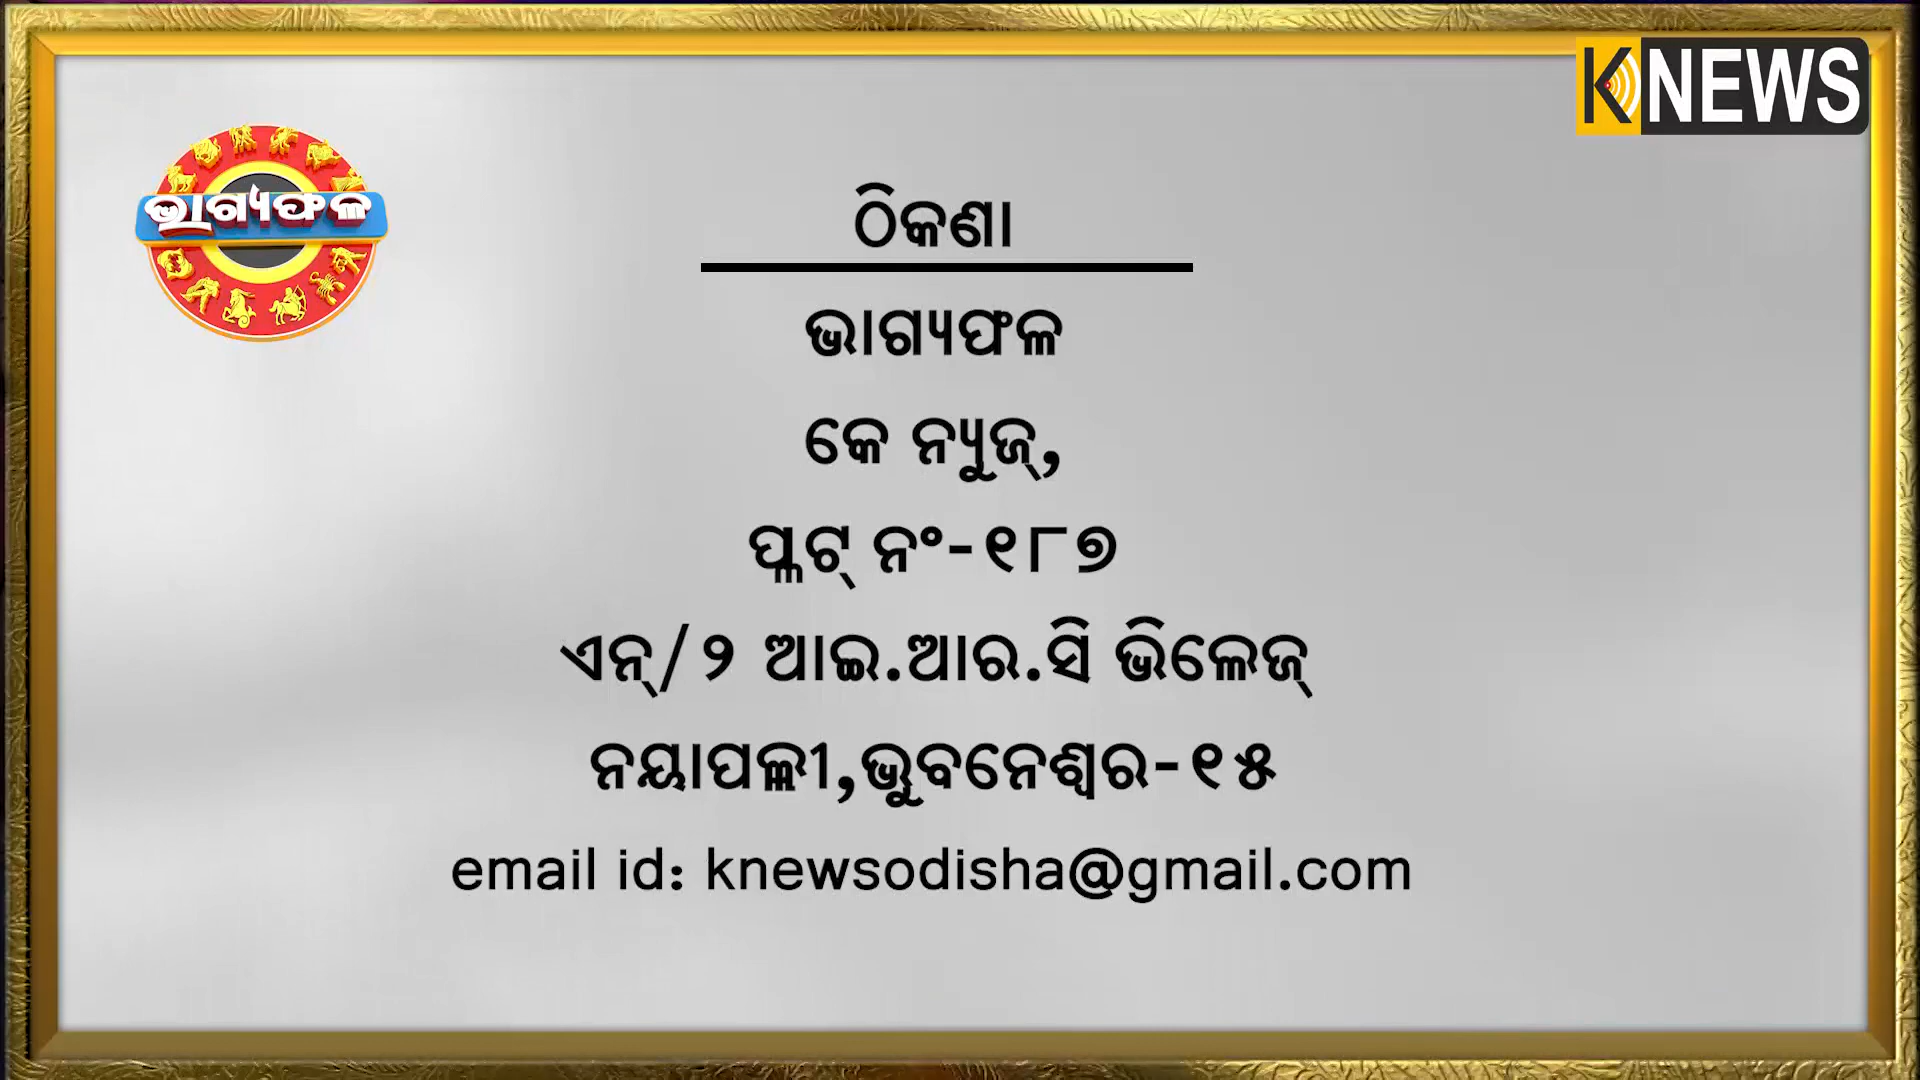 KNEWS
ଭାଗ୍ୟଫଳ
ଠିକଣା
ଭାଗ୍ୟଫଳ
କେ ନ୍ୟୁଜ୍,
ପ୍ଲଟ୍ ନଂ-୧୮୭
ଏନ୍/୨ ଆଇ.ଆର.ସି ଭିଲେଜ୍
ନୟାପଲ୍ଲୀ,ଭୁବନେଶ୍ୱର-୧୫
email id: knewsodisha@gmail.com